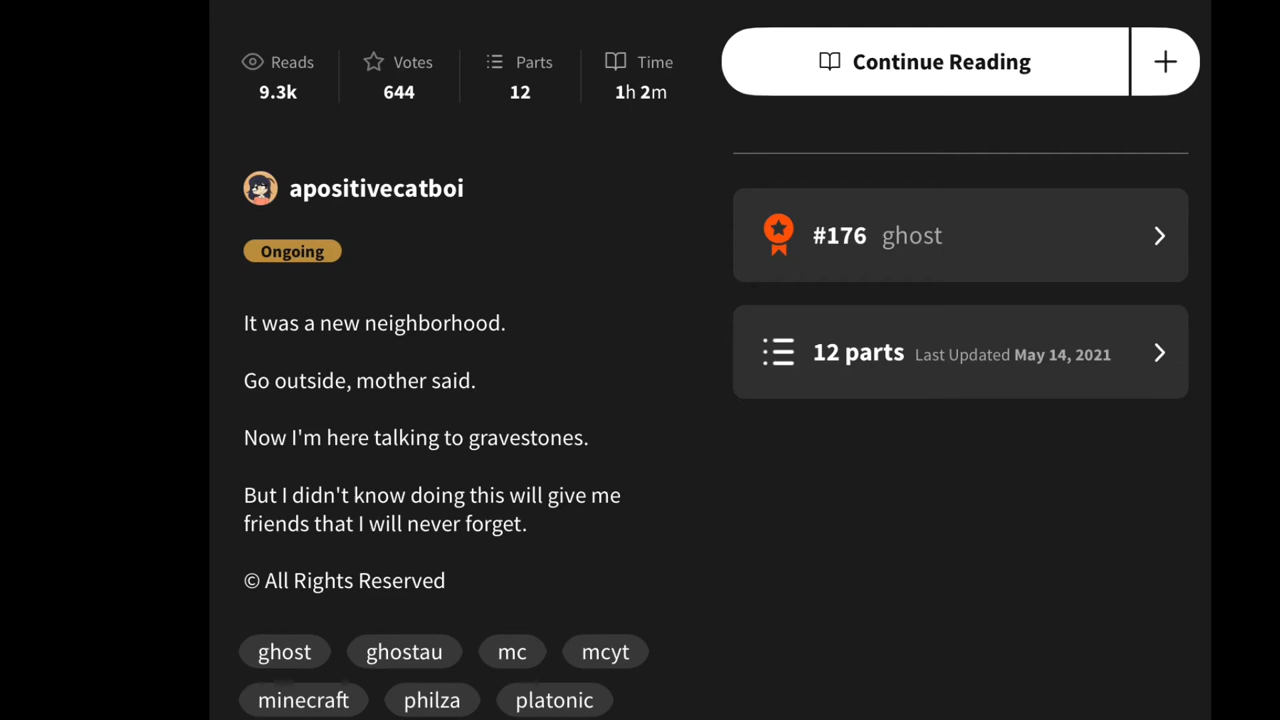 Reads Votes Parts Time
9.3k 644 12 1h 2m
Continue Reading
apositivecatboi
Ongoing
It was a new neighborhood.
Go outside, mother said.
Now I'm here talking to gravestones.
But I didn't know doing this will give me
friends that I will never forget.
© All Rights Reserved
ghost ghostau mc mcyt
minecraft philza platonic
#176 ghost
12 parts Last Updated May 14, 2021